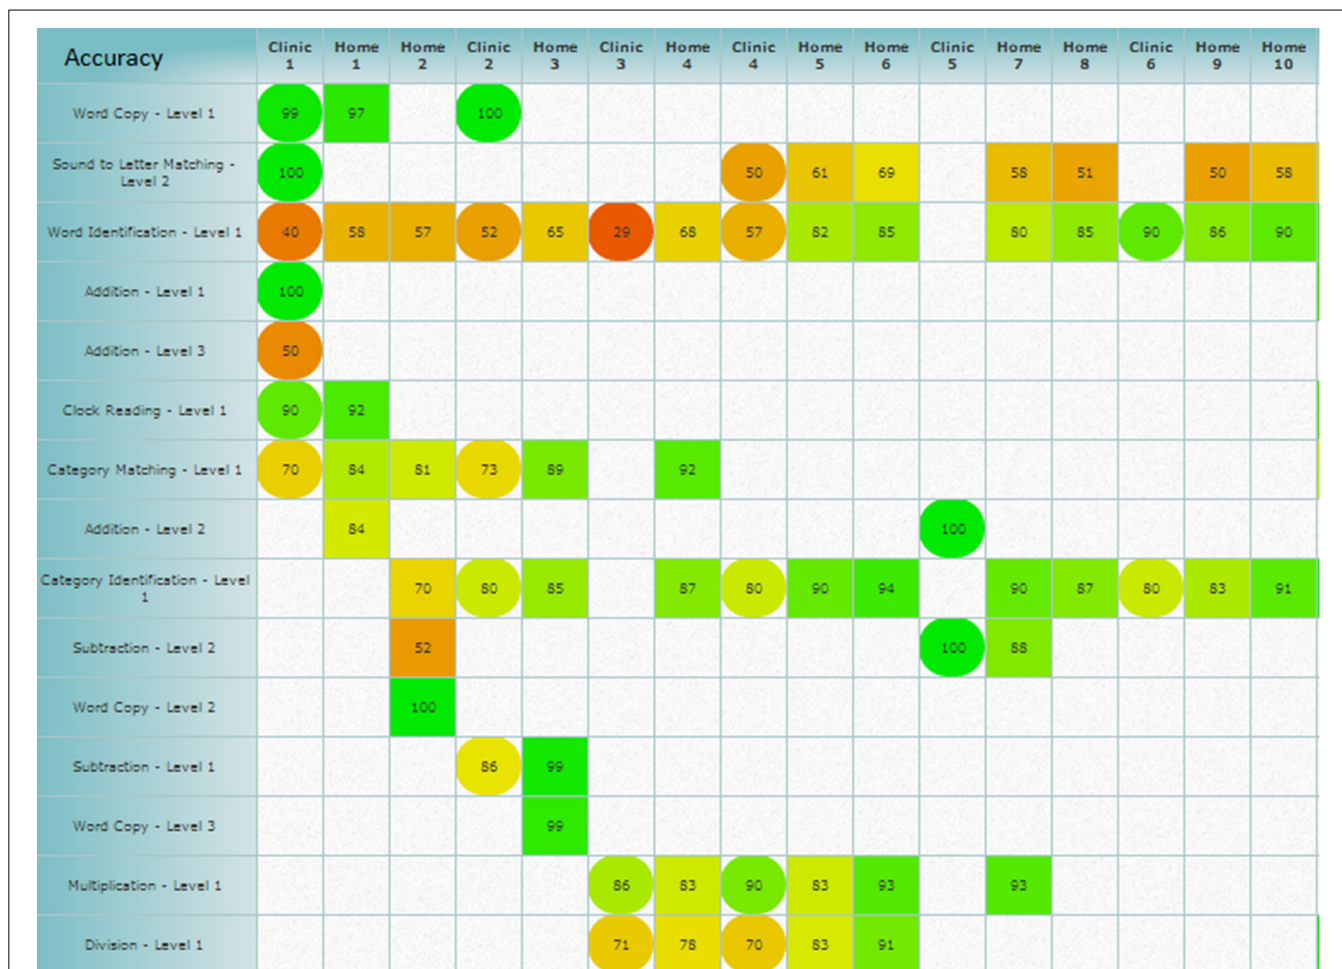 Accuracy Clinic 1 Home 1 Home 2 Clinic 2 Home 3 Clinic 3 Home 4 Clinic 4 Home 5 Home 6 Clinic 5 Home 7 Home 8 Clinic 6 Home 9 Home 10
Word Copy - Level 1 99 97 100
Sound to Letter Matching - Level 2 100 50 61 69 58 51 50 58
Word Identification - Level 1 40 58 57 52 65 29 68 57 82 85 80 85 90 86 90
Addition - Level 1 100
Addition - Level 3 50
Clock Reading - Level 1 90 92
Category Matching - Level 1 70 84 81 73 89 92
Addition - Level 2 84 100
Category Identification - Level 1 70 80 85 87 80 90 94 90 87 80 83 91
Subtraction - Level 2 52 100 88
Word Copy - Level 2 100
Subtraction - Level 1 86 99
Word Copy - Level 3 99
Multiplication - Level 1 86 83 90 83 93 93
Division - Level 1 71 78 70 83 91